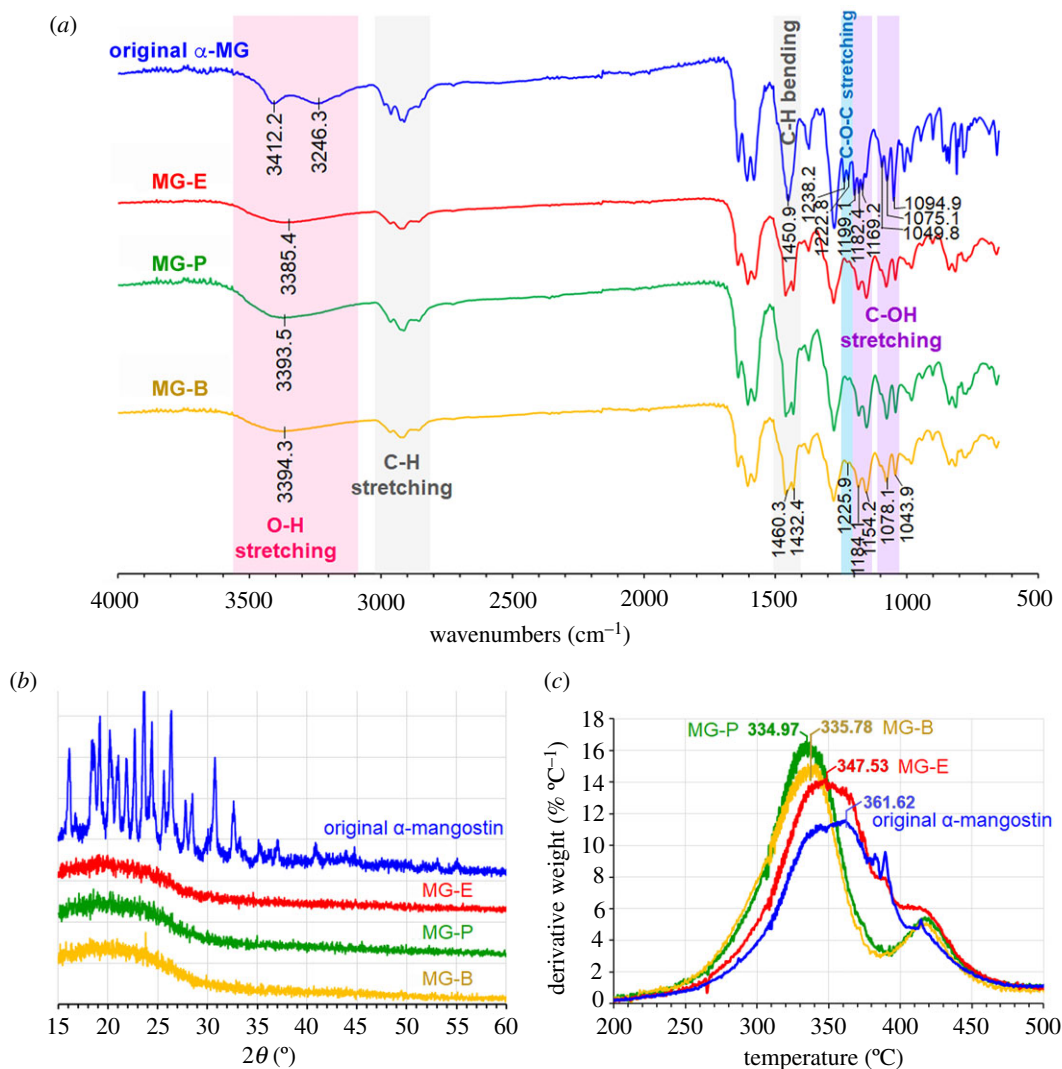 (a)
original α-MG
3412.2
3246.3
C-H bending
C-O-C stretching
1450.9
1238.2
1222.8
1199.1
1182.4
1169.2
1094.9
1075.1
1049.8
MG-E
3385.4
MG-P
3393.5
C-OH
stretching
MG-B
3394.3
C-H
stretching
O-H
stretching
1460.3
1432.4
1225.9
1184.1
1154.2
1078.1
1043.9
4000 3500 3000 2500 2000 1500 1000 500
wavenumbers (cm⁻¹)
(b)
original α-mangostin
MG-E
MG-P
MG-B
15 20 25 30 35 40 45 50 55 60
2θ (º)
(c)
18
16
14
12
10
8
6
4
2
0
derivative weight (% ºC⁻¹)
MG-P 334.97
335.78 MG-B
347.53 MG-E
361.62
original α-mangostin
200 250 300 350 400 450 500
temperature (ºC)